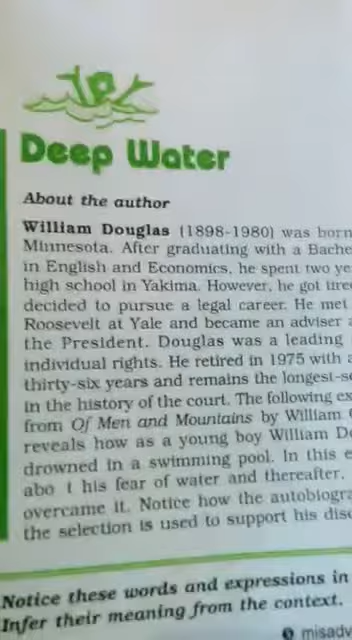 Deep Water
About the author
William Douglas (1898-1980) was born
Minnesota. After graduating with a Bache
in English and Economics, he spent two ye
high school in Yakima. However, he got tire
decided to pursue a legal career. He met
Roosevelt at Yale and became an adviser a
the President. Douglas was a leading
individual rights. He retired in 1975 with a
thirty-six years and remains the longest-se
in the history of the court. The following ex
from Of Men and Mountains by William O
reveals how as a young boy William Do
drowned in a swimming pool. In this e
abo t his fear of water and thereafter,
overcame it. Notice how the autobiogra
the selection is used to support his disc
Notice these words and expressions in
Infer their meaning from the context.
misadv